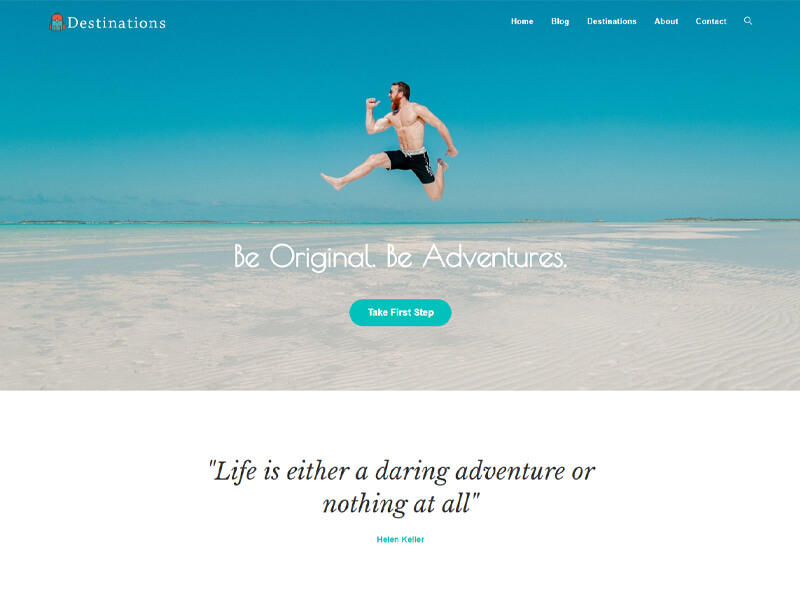 Destinations
Home Blog Destinations About Contact
Be Original. Be Adventures.
Take First Step
"Life is either a daring adventure or
nothing at all"
Helen Keller